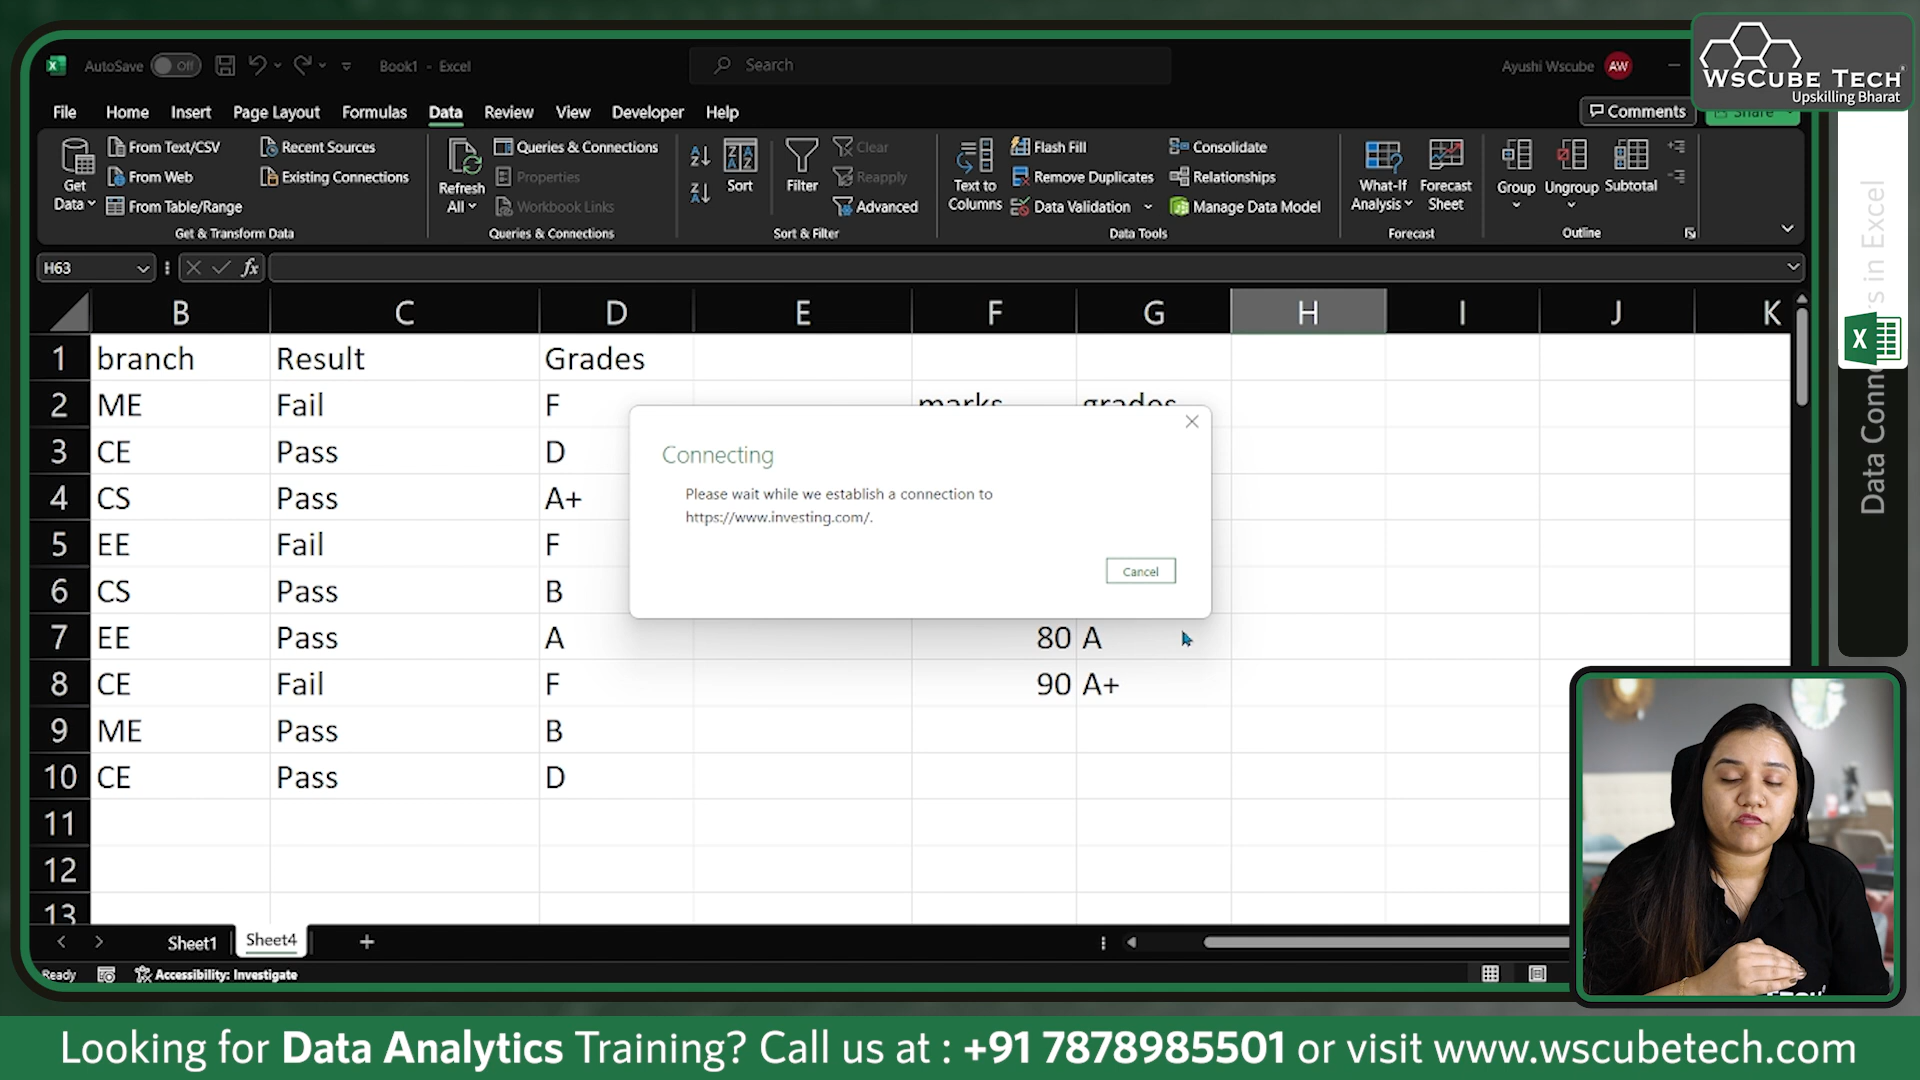 AutoSave Off Book1 - Excel Search Ayushi Wscube AW
WsCube Tech
Upskilling Bharat
File Home Insert Page Layout Formulas Data Review View Developer Help Comments Share
From Text/CSV Recent Sources Queries & Connections Clear Flash Fill Consolidate
From Web Existing Connections Properties Reapply Remove Duplicates Relationships
From Table/Range Workbook Links Advanced Data Validation Manage Data Model
Get Data Refresh All Sort Filter Text to Columns What-If Analysis Forecast Sheet Group Ungroup Subtotal
Get & Transform Data Queries & Connections Sort & Filter Data Tools Forecast Outline
H63 fx
B C D E F G H I J K
1 branch Result Grades
2 ME Fail F marks grades
3 CE Pass D
4 CS Pass A+
5 EE Fail F
6 CS Pass B
7 EE Pass A 80 A
8 CE Fail F 90 A+
9 ME Pass B
10 CE Pass D
11
12
13
Connecting
Please wait while we establish a connection to
https://www.investing.com/.
Cancel
Sheet1 Sheet4
Ready Accessibility: Investigate
Looking for Data Analytics Training? Call us at : +91 7878985501 or visit www.wscubetech.com